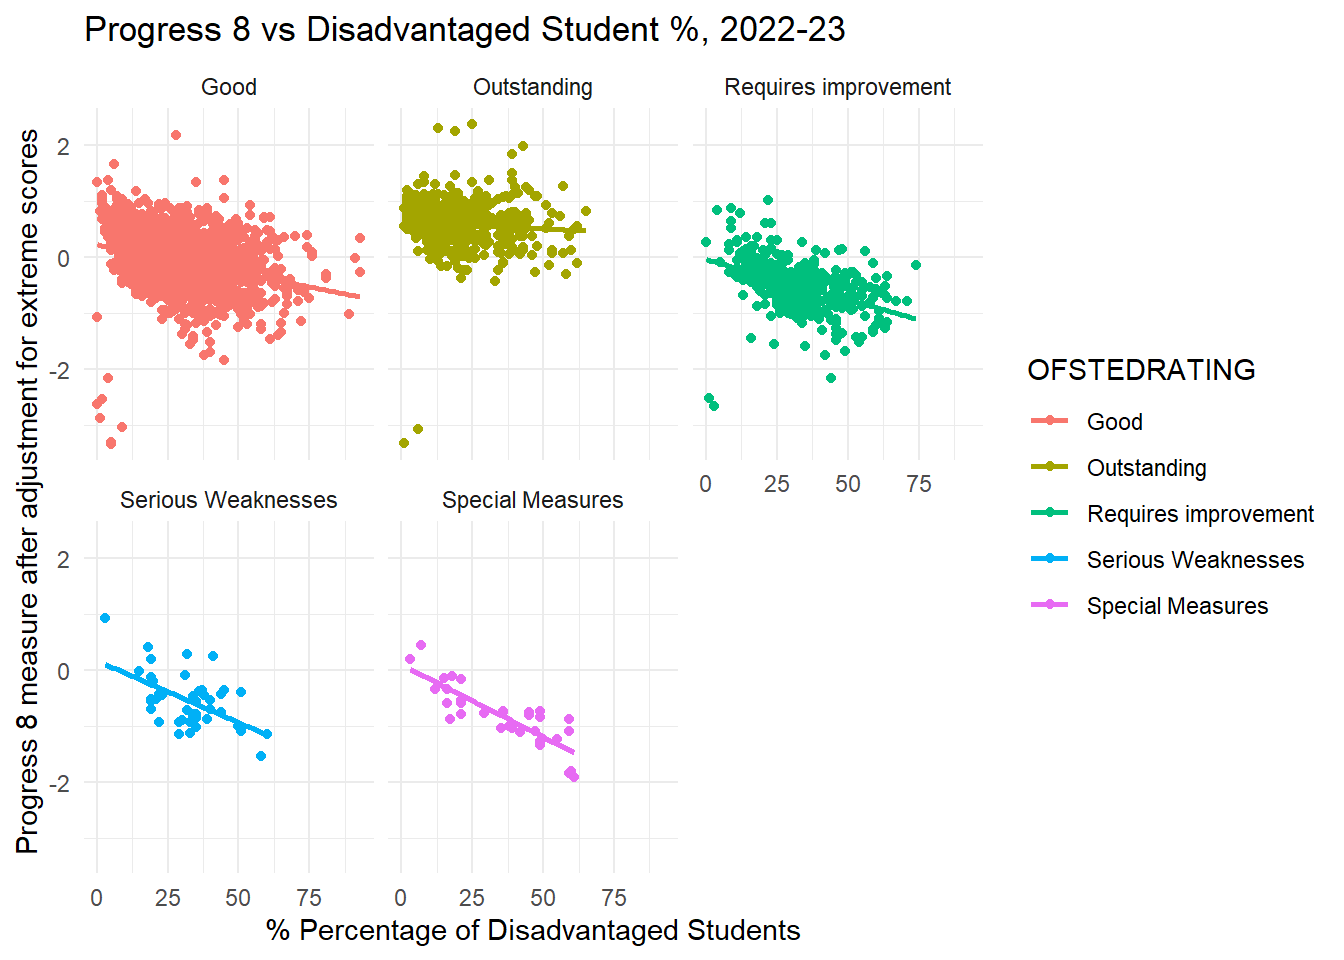 Progress 8 vs Disadvantaged Student %, 2022-23
Good
Outstanding
Requires improvement
2
0
-2
0
25
50
75
Serious Weaknesses
Special Measures
2
0
-2
0
25
50
75
0
25
50
75
% Percentage of Disadvantaged Students
Progress 8 measure after adjustment for extreme scores
OFSTEDRATING
Good
Outstanding
Requires improvement
Serious Weaknesses
Special Measures